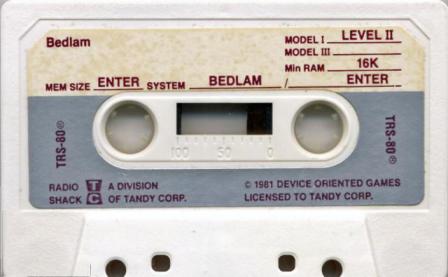 Bedlam
MODEL I LEVEL II
MODEL III
Min RAM 16K
MEM SIZE ENTER SYSTEM BEDLAM / ENTER
100 50 0
TRS-80®
TRS-80®
RADIO TC A DIVISION
SHACK OF TANDY CORP.
© 1981 DEVICE ORIENTED GAMES
LICENSED TO TANDY CORP.